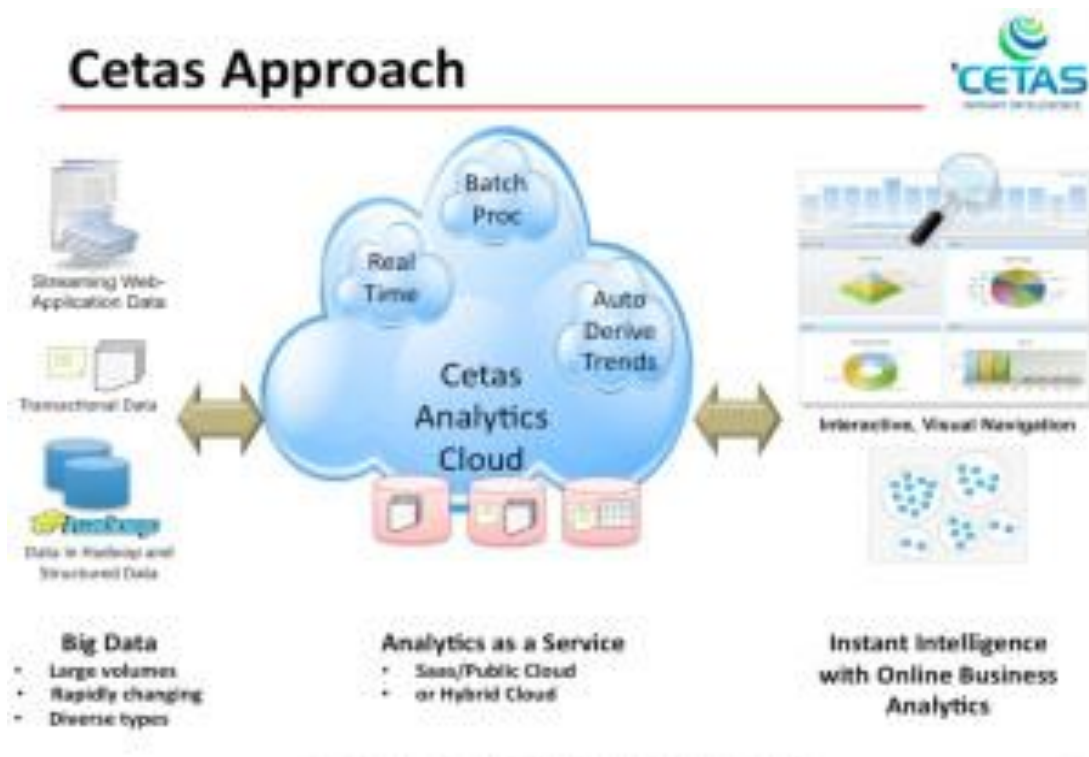 Cetas Approach
CETAS
Streaming Web-
Application Data
Transactional Data
hadoop
Data in Hadoop and
Structured Data
Batch
Proc
Real
Time
Auto
Derive
Trends
Cetas
Analytics
Cloud
Interactive, Visual Navigation
Big Data
• Large volumes
• Rapidly changing
• Diverse types
Analytics as a Service
• Saas/Public Cloud
• or Hybrid Cloud
Instant Intelligence
with Online Business
Analytics